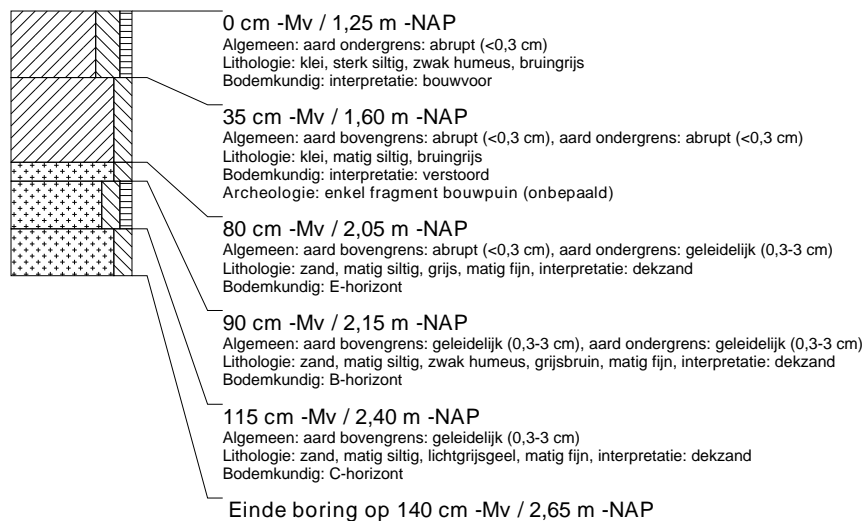 0 cm -Mv / 1,25 m -NAP
Algemeen: aard ondergrens: abrupt (<0,3 cm)
Lithologie: klei, sterk siltig, zwak humeus, bruingrijs
Bodemkundig: interpretatie: bouwvoor
35 cm -Mv / 1,60 m -NAP
Algemeen: aard bovengrens: abrupt (<0,3 cm), aard ondergrens: abrupt (<0,3 cm)
Lithologie: klei, matig siltig, bruingrijs
Bodemkundig: interpretatie: verstoord
Archeologie: enkel fragment bouwpuin (onbepaald)
80 cm -Mv / 2,05 m -NAP
Algemeen: aard bovengrens: abrupt (<0,3 cm), aard ondergrens: geleidelijk (0,3-3 cm)
Lithologie: zand, matig siltig, grijs, matig fijn, interpretatie: dekzand
Bodemkundig: E-horizont
90 cm -Mv / 2,15 m -NAP
Algemeen: aard bovengrens: geleidelijk (0,3-3 cm), aard ondergrens: geleidelijk (0,3-3 cm)
Lithologie: zand, matig siltig, zwak humeus, grijsbruin, matig fijn, interpretatie: dekzand
Bodemkundig: B-horizont
115 cm -Mv / 2,40 m -NAP
Algemeen: aard bovengrens: geleidelijk (0,3-3 cm)
Lithologie: zand, matig siltig, lichtgrijsgeel, matig fijn, interpretatie: dekzand
Bodemkundig: C-horizont
Einde boring op 140 cm -Mv / 2,65 m -NAP